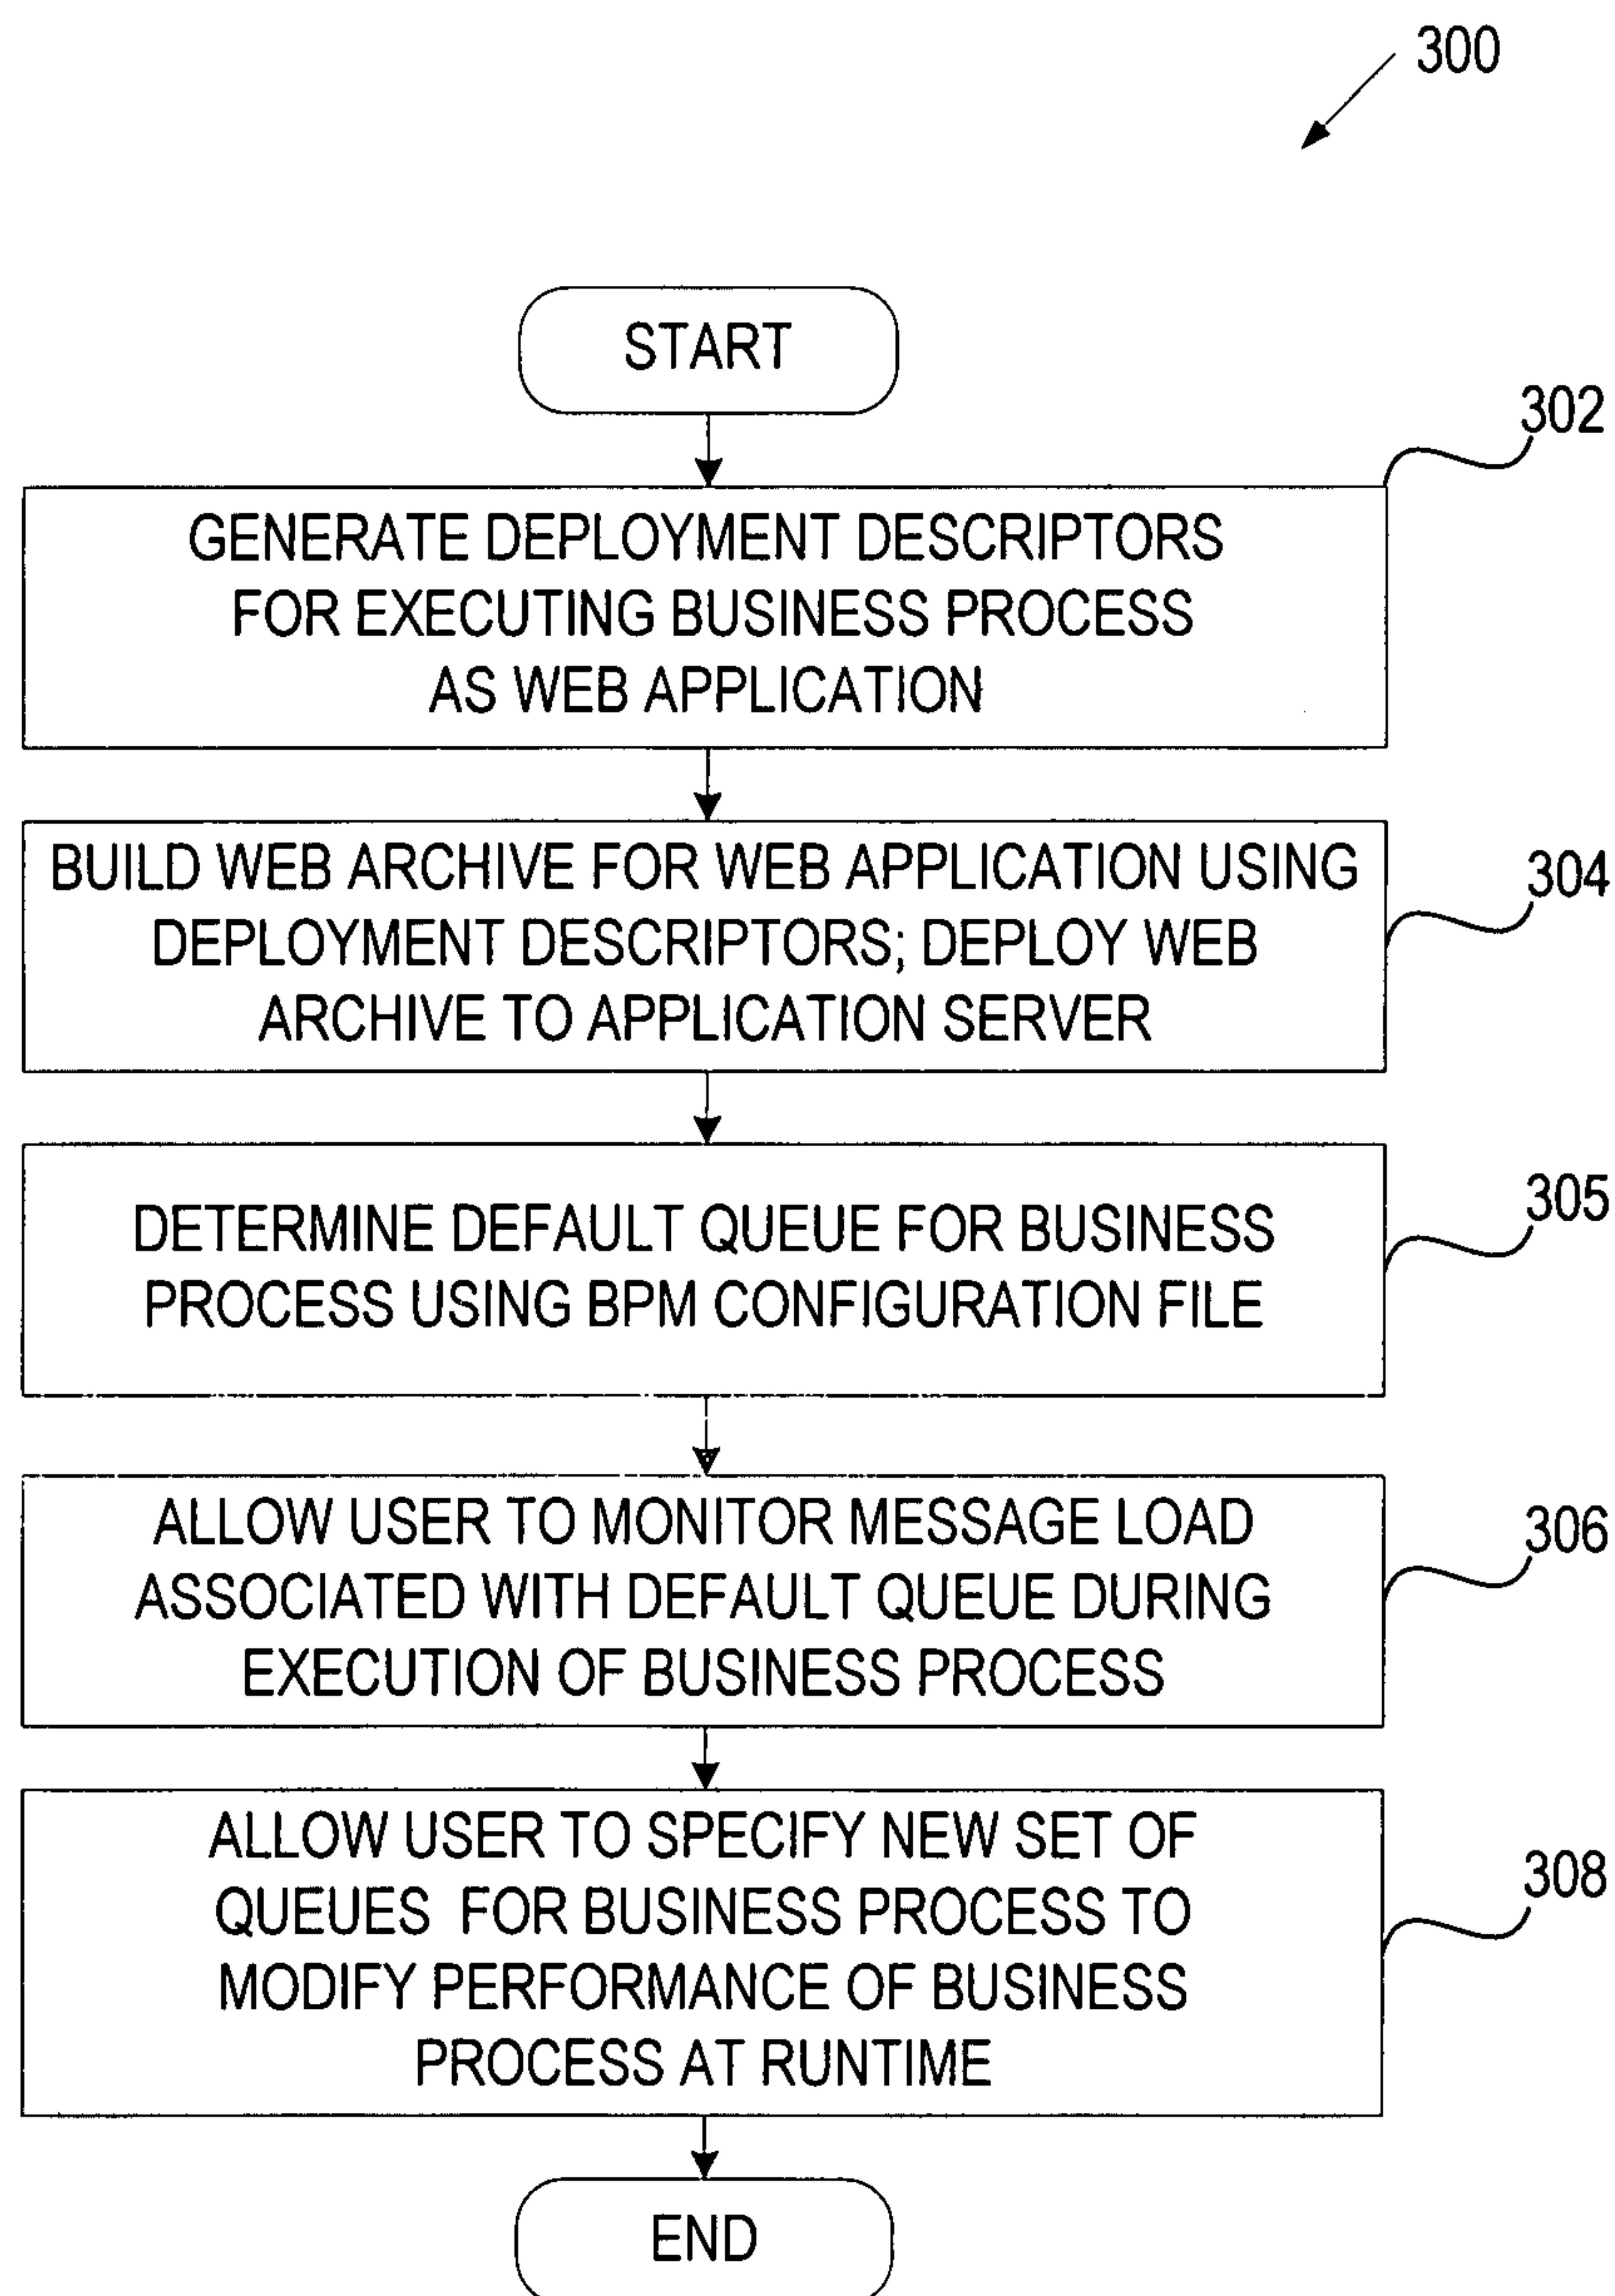 300
START
302
GENERATE DEPLOYMENT DESCRIPTORS
FOR EXECUTING BUSINESS PROCESS
AS WEB APPLICATION
304
BUILD WEB ARCHIVE FOR WEB APPLICATION USING
DEPLOYMENT DESCRIPTORS; DEPLOY WEB
ARCHIVE TO APPLICATION SERVER
305
DETERMINE DEFAULT QUEUE FOR BUSINESS
PROCESS USING BPM CONFIGURATION FILE
306
ALLOW USER TO MONITOR MESSAGE LOAD
ASSOCIATED WITH DEFAULT QUEUE DURING
EXECUTION OF BUSINESS PROCESS
308
ALLOW USER TO SPECIFY NEW SET OF
QUEUES FOR BUSINESS PROCESS TO
MODIFY PERFORMANCE OF BUSINESS
PROCESS AT RUNTIME
END